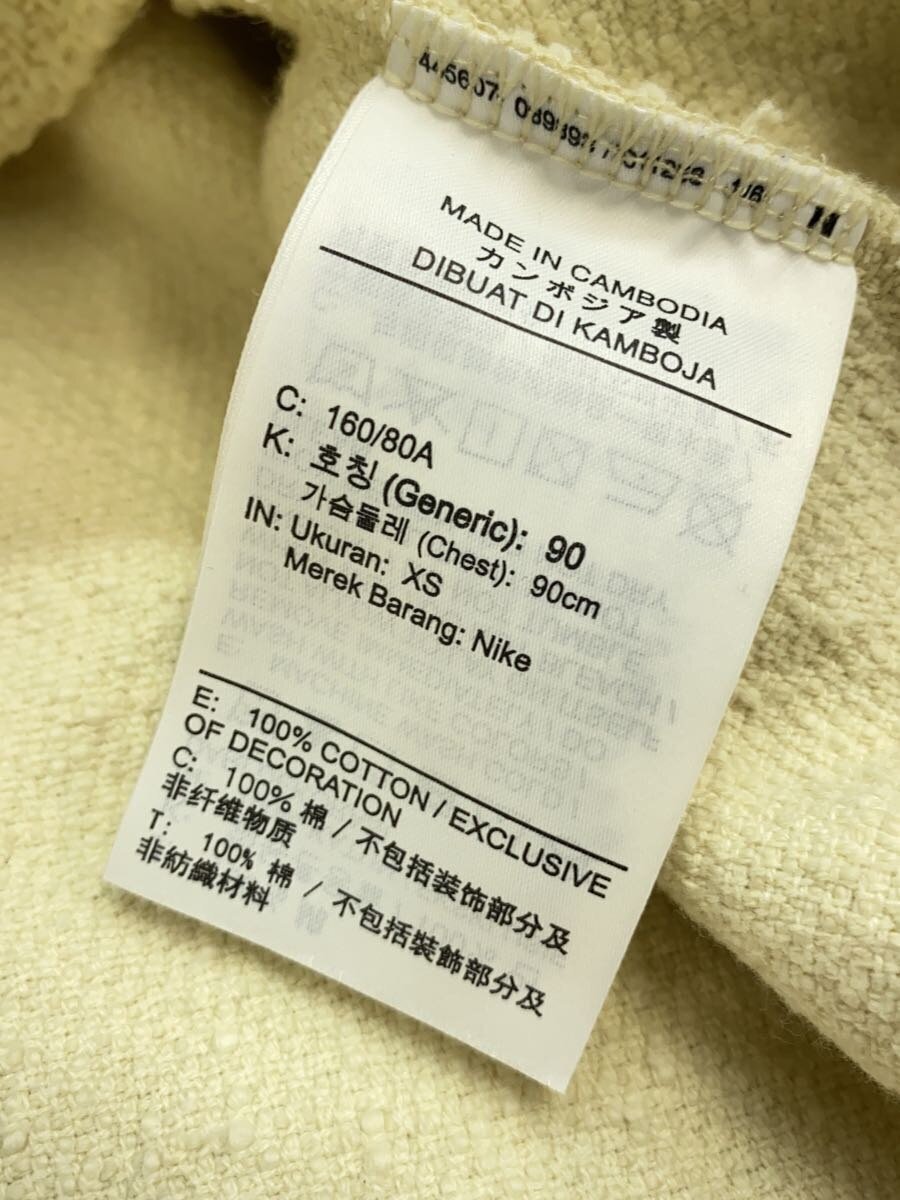 MADE IN CAMBODIA
カンボジア製
DIBUAT DI KAMBOJA
C: 160/80A
K: 호칭 (Generic): 90
가슴둘레 (Chest): 90cm
IN: Ukuran: XS
Merek Barang: Nike
E: 100% COTTON / EXCLUSIVE
OF DECORATION
C: 100% 棉 / 不包括装饰部分及
非纤维物质
T: 100% 棉 / 不包括裝飾部分及
非紡織材料